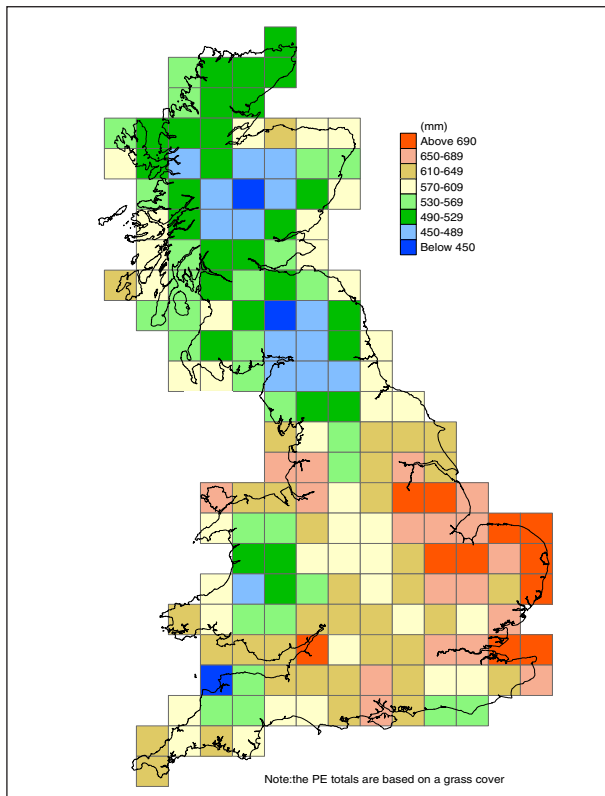 (mm)
Above 690
650-689
610-649
570-609
530-569
490-529
450-489
Below 450
Note:the PE totals are based on a grass cover